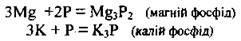 3Mg +2P = Mg₃P₂ (магній фосфід)
3K + P = K₃P (калій фосфід)